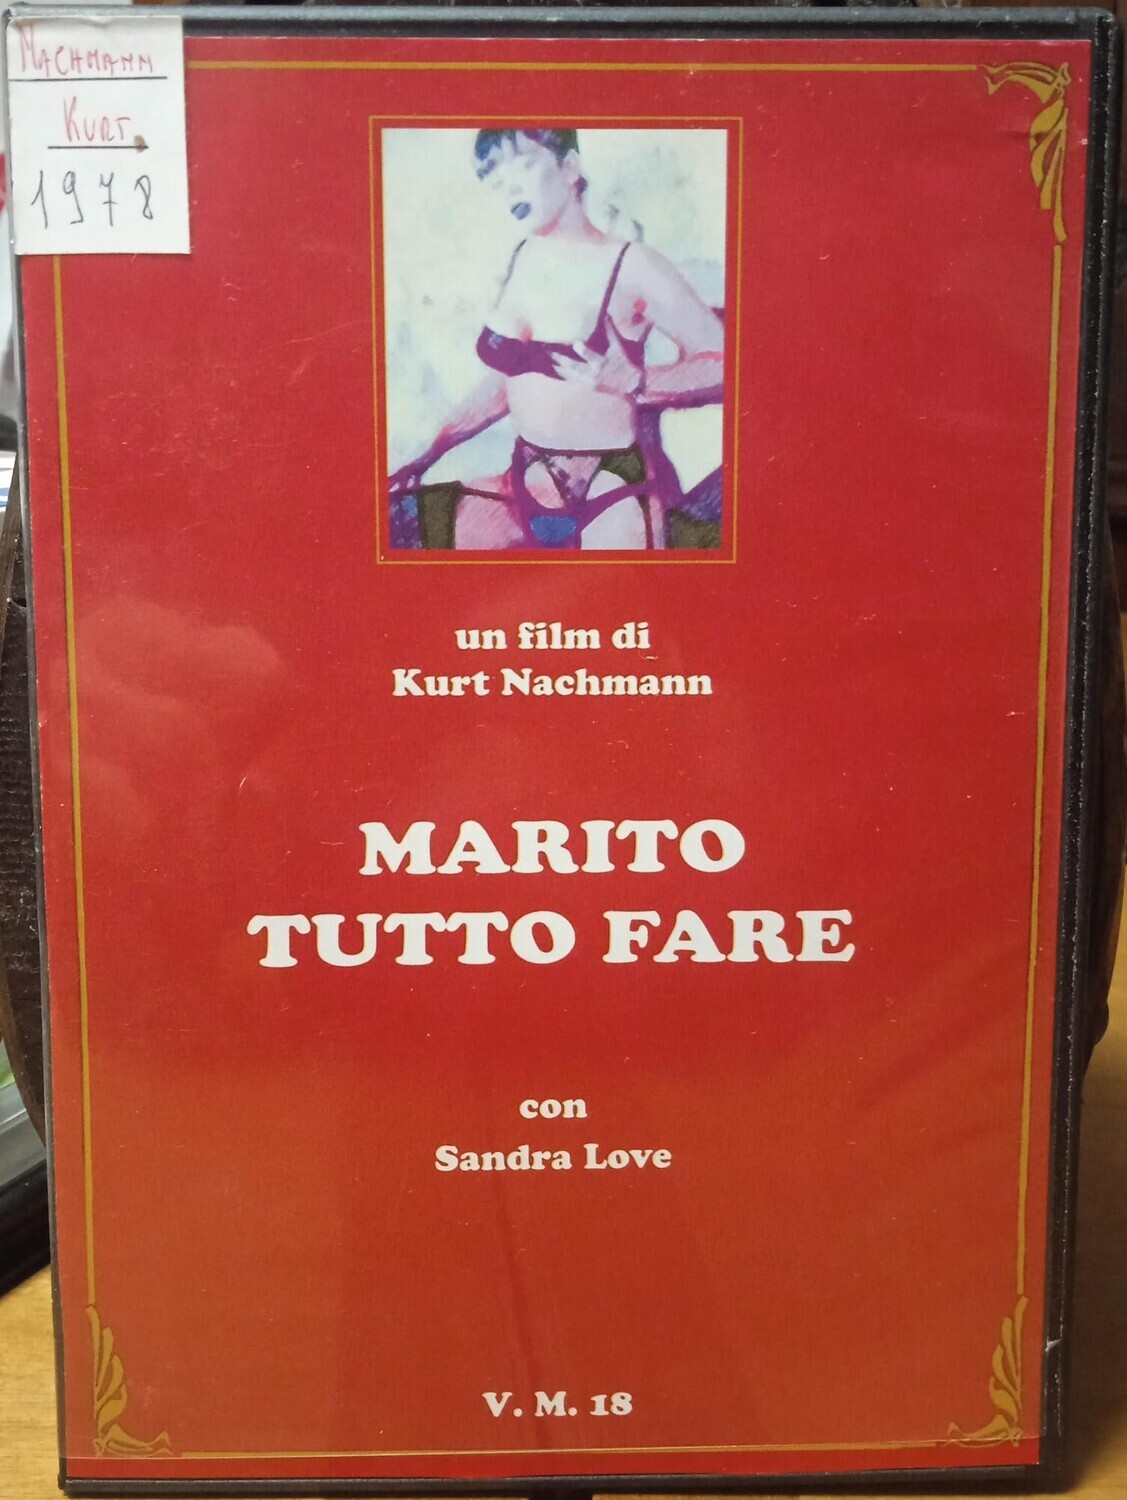 NACHMANN
KURT.
1978
un film di
Kurt Nachmann
MARITO
TUTTO FARE
con
Sandra Love
V. M. 18